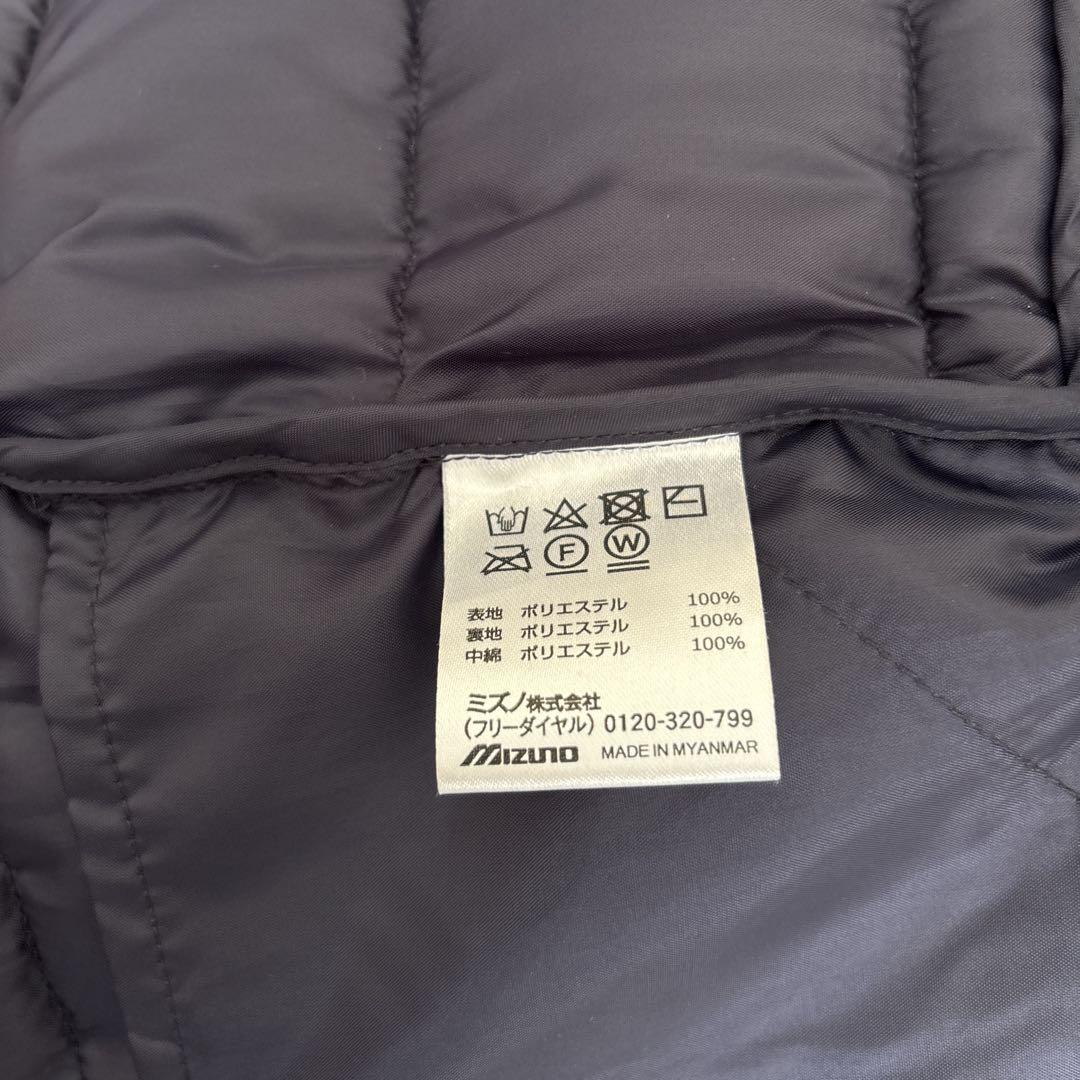 F W
表地 ポリエステル 100%
裏地 ポリエステル 100%
中綿 ポリエステル 100%
ミズノ株式会社
(フリーダイヤル) 0120-320-799
MIZUNO MADE IN MYANMAR